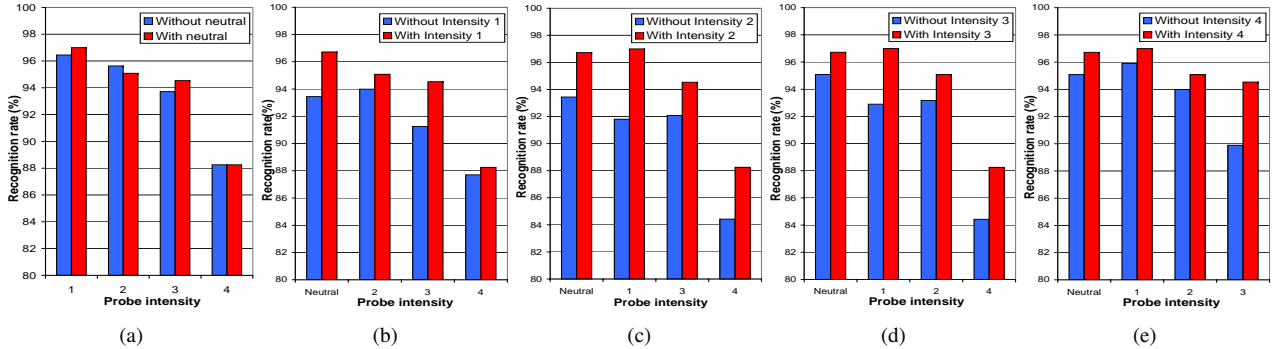 100
98
96
94
92
90
88
86
84
82
80
Recognition rate (%)
Without neutral
With neutral
1 2 3 4
Probe intensity
(a)
100
98
96
94
92
90
88
86
84
82
80
Recognition rate(%)
Without Intensity 1
With Intensity 1
Neutral 2 3 4
Probe intensity
(b)
100
98
96
94
92
90
88
86
84
82
80
Recognition rate (%)
Without Intensity 2
With Intensity 2
Neutral 1 3 4
Probe intensity
(c)
100
98
96
94
92
90
88
86
84
82
80
Recognition rate (%)
Without Intensity 3
With Intensity 3
Neutral 1 2 4
Probe intensity
(d)
100
98
96
94
92
90
88
86
84
82
80
Recognition rate (%)
Without Intensity 4
With Intensity 4
Neutral 1 2 3
Probe intensity
(e)